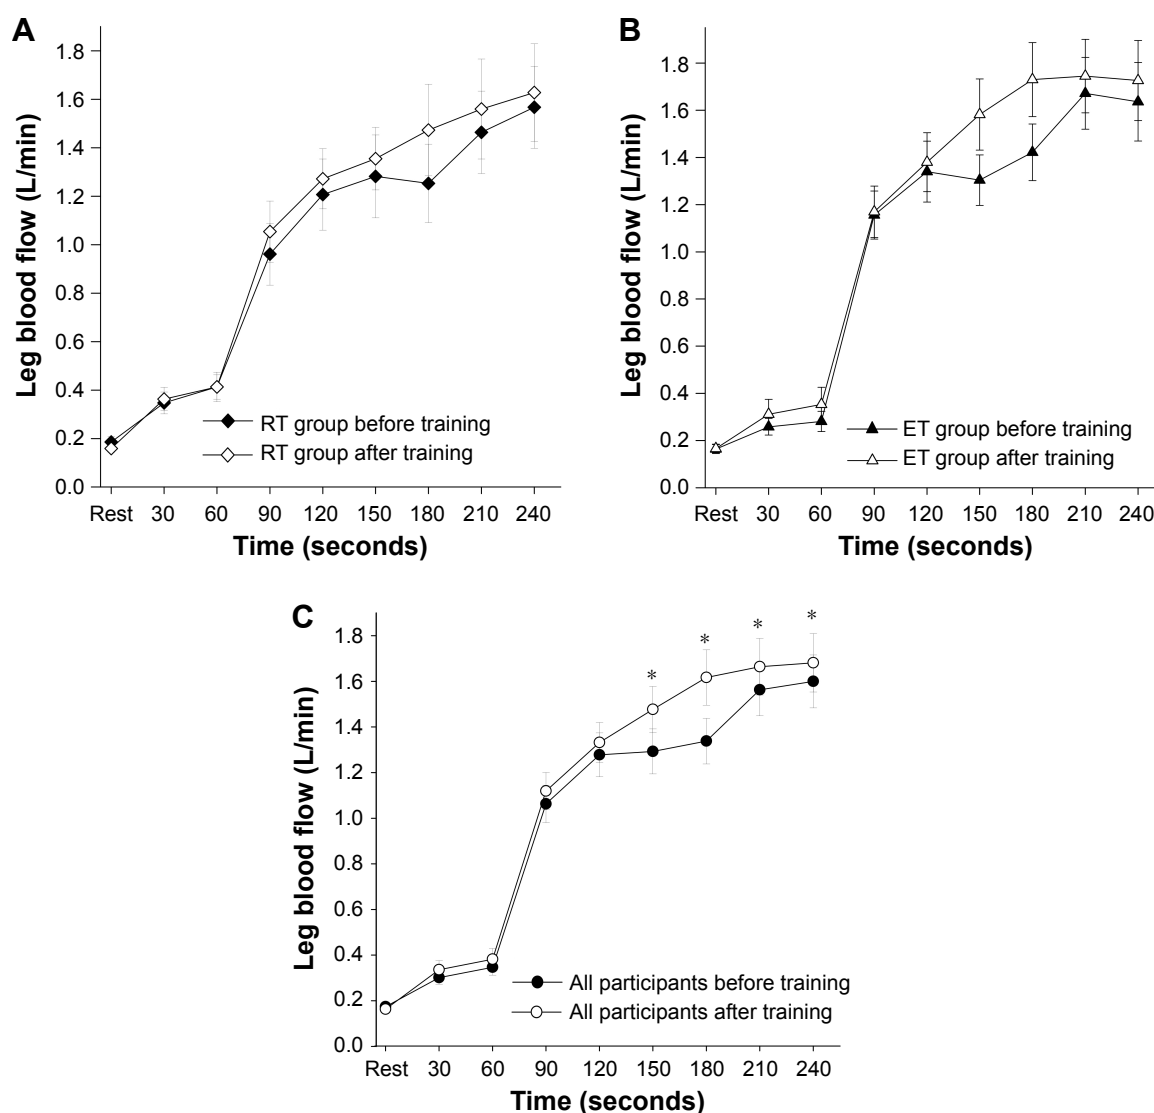 A
Leg blood flow (L/min)
1.8
1.6
1.4
1.2
1.0
0.8
0.6
0.4
0.2
0.0
RT group before training
RT group after training
Rest 30 60 90 120 150 180 210 240
Time (seconds)
B
Leg blood flow (L/min)
1.8
1.6
1.4
1.2
1.0
0.8
0.6
0.4
0.2
0.0
ET group before training
ET group after training
Rest 30 60 90 120 150 180 210 240
Time (seconds)
C
Leg blood flow (L/min)
1.8
1.6
1.4
1.2
1.0
0.8
0.6
0.4
0.2
0.0
* * * *
All participants before training
All participants after training
Rest 30 60 90 120 150 180 210 240
Time (seconds)